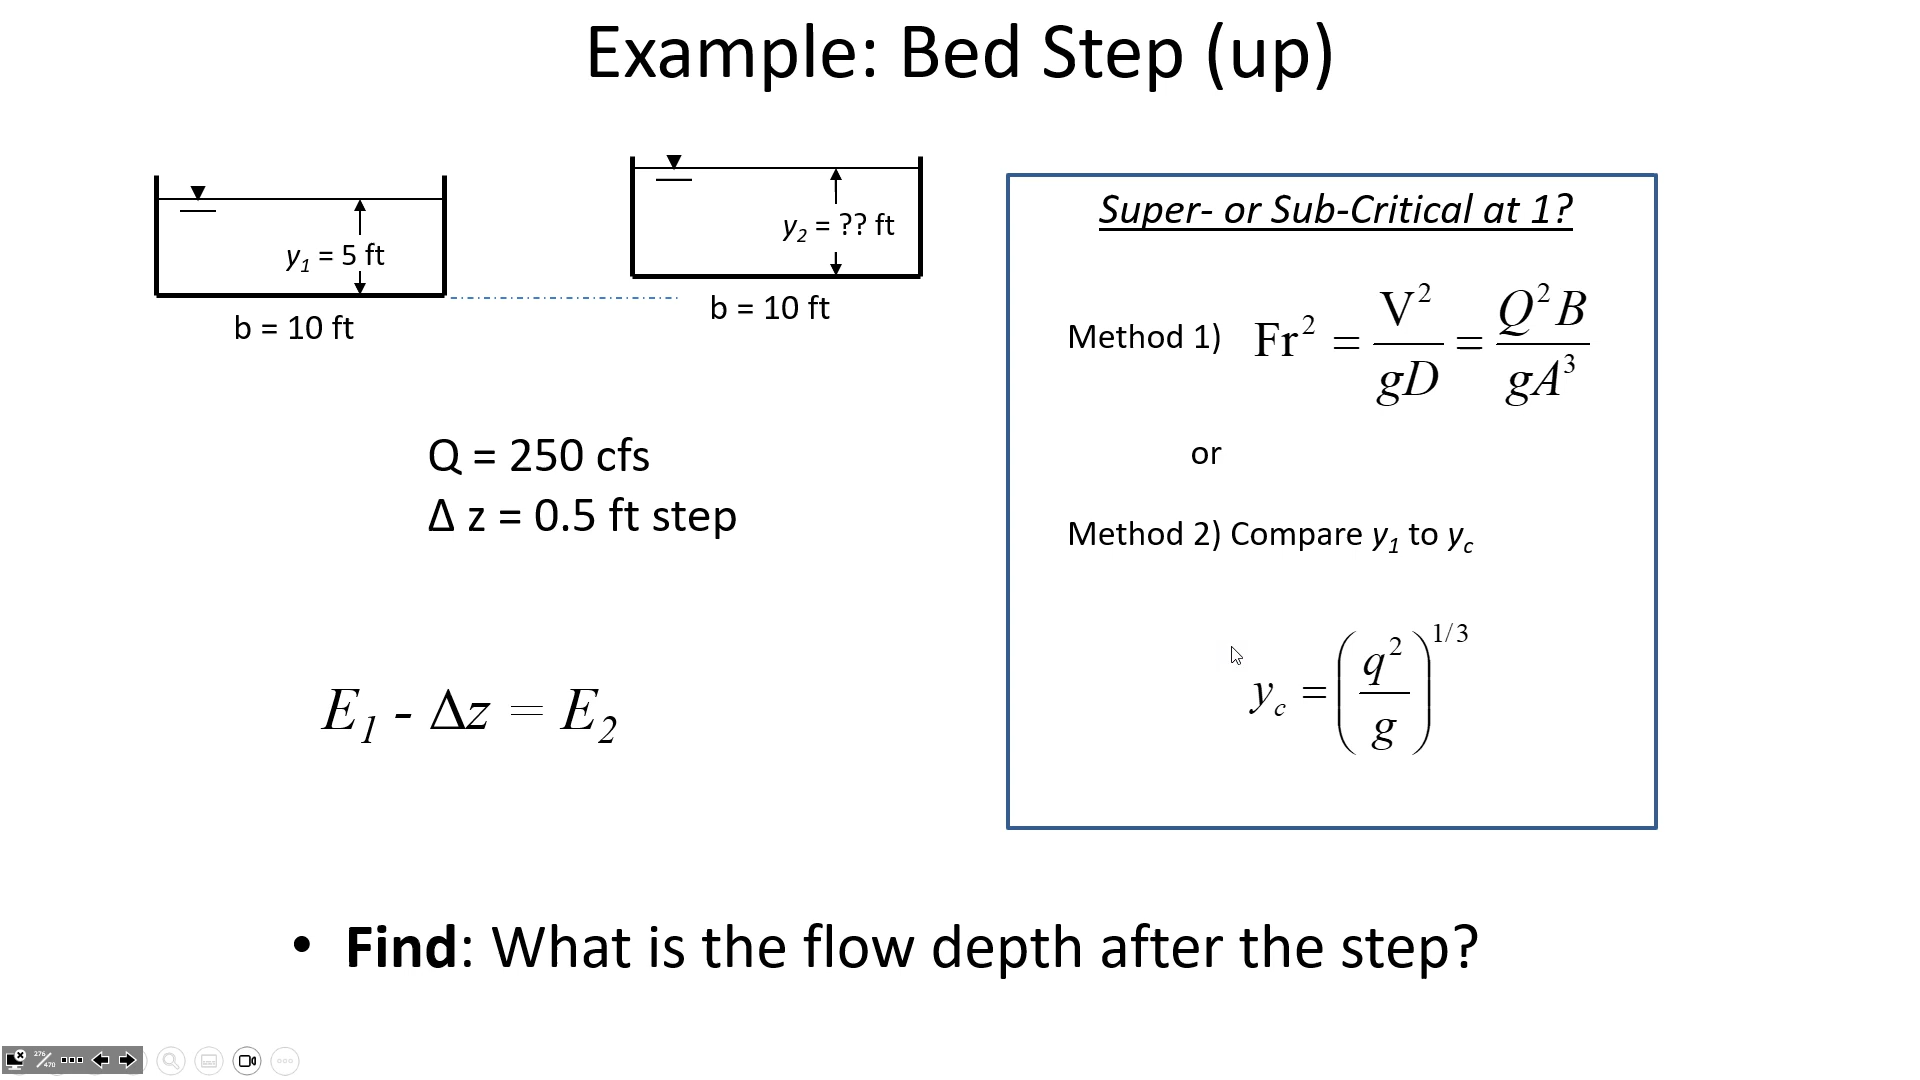 Example: Bed Step (up)
y₁ = 5 ft
b = 10 ft
y₂ = ?? ft
b = 10 ft
Q = 250 cfs
Δ z = 0.5 ft step
E₁ - Δz = E₂
Super- or Sub-Critical at 1?
Method 1) Fr² = V²/gD = Q²B/gA³
or
Method 2) Compare y₁ to y_c
y_c = (q²/g)^1/3
• Find: What is the flow depth after the step?
276/470